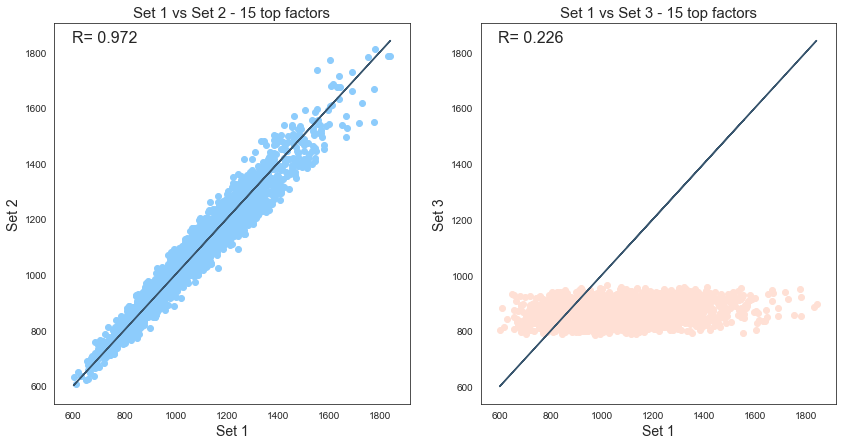 Set 1 vs Set 2 - 15 top factors
R= 0.972
1800
1600
1400
1200
1000
800
600
Set 2
600 800 1000 1200 1400 1600 1800
Set 1
Set 1 vs Set 3 - 15 top factors
R= 0.226
1800
1600
1400
1200
1000
800
600
Set 3
600 800 1000 1200 1400 1600 1800
Set 1